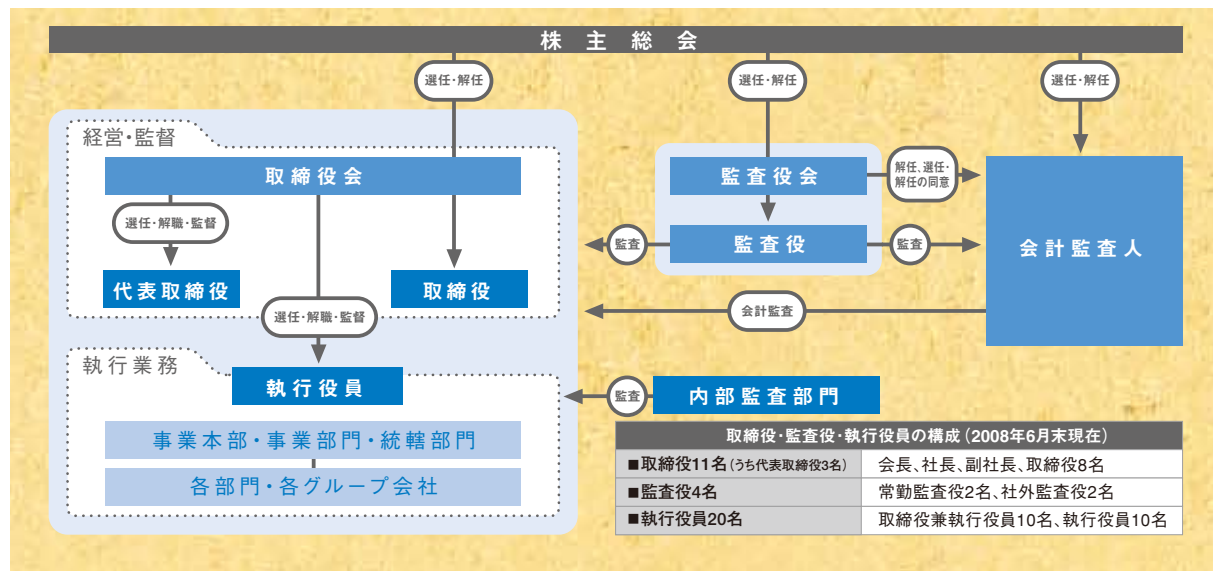 株主総会
選任・解任
選任・解任
選任・解任
経営・監督
取締役会
選任・解職・監督
代表取締役
取締役
選任・解職・監督
監査役会
解任、選任・
解任の同意
監査
監査役
監査
会計監査人
会計監査
執行業務
執行役員
事業本部・事業部門・統轄部門
各部門・各グループ会社
監査
内部監査部門
取締役・監査役・執行役員の構成（2008年6月末現在）
■取締役11名（うち代表取締役3名） 会長、社長、副社長、取締役8名
■監査役4名 常勤監査役2名、社外監査役2名
■執行役員20名 取締役兼執行役員10名、執行役員10名